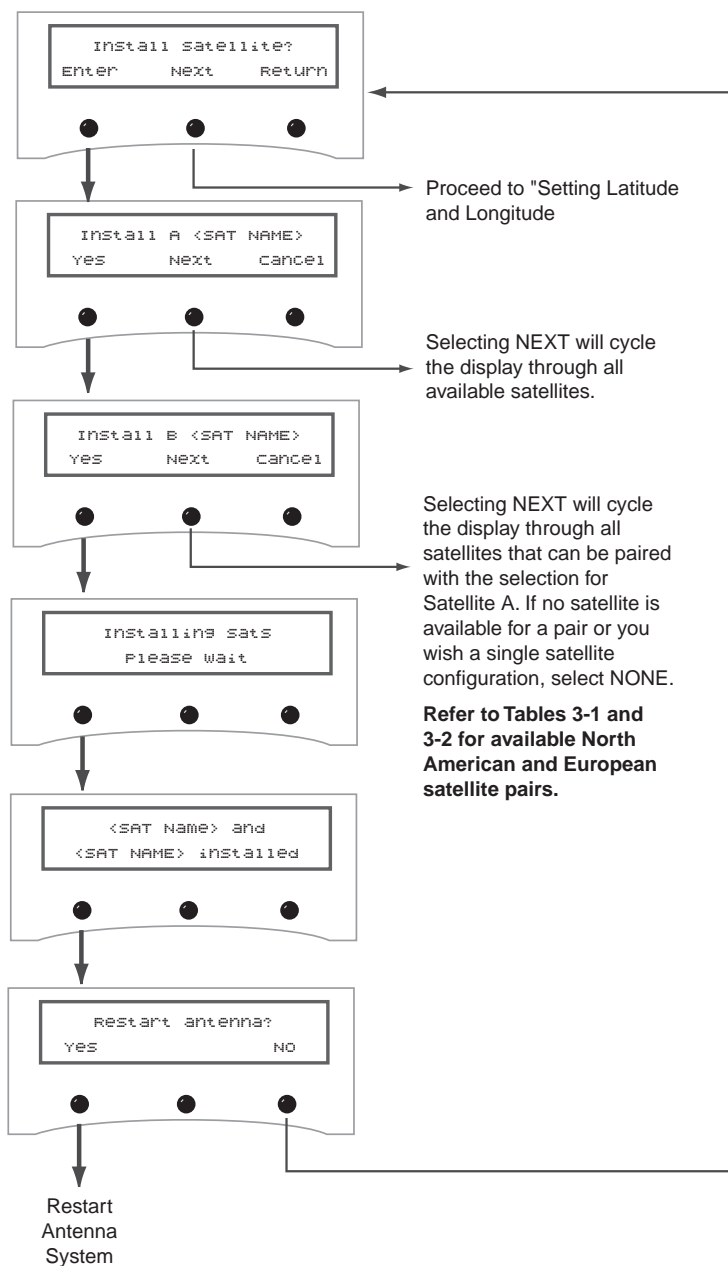 Install Satellite?
Enter Next Return
Proceed to "Setting Latitude
and Longitude
Install A <SAT NAME>
Yes Next Cancel
Selecting NEXT will cycle
the display through all
available satellites.
Install B <SAT NAME>
Yes Next Cancel
Selecting NEXT will cycle
the display through all
satellites that can be paired
with the selection for
Satellite A. If no satellite is
available for a pair or you
wish a single satellite
configuration, select NONE.
Refer to Tables 3-1 and
3-2 for available North
American and European
satellite pairs.
Installing Sats
Please Wait
<SAT Name> and
<SAT NAME> installed
Restart antenna?
Yes No
Restart
Antenna
System